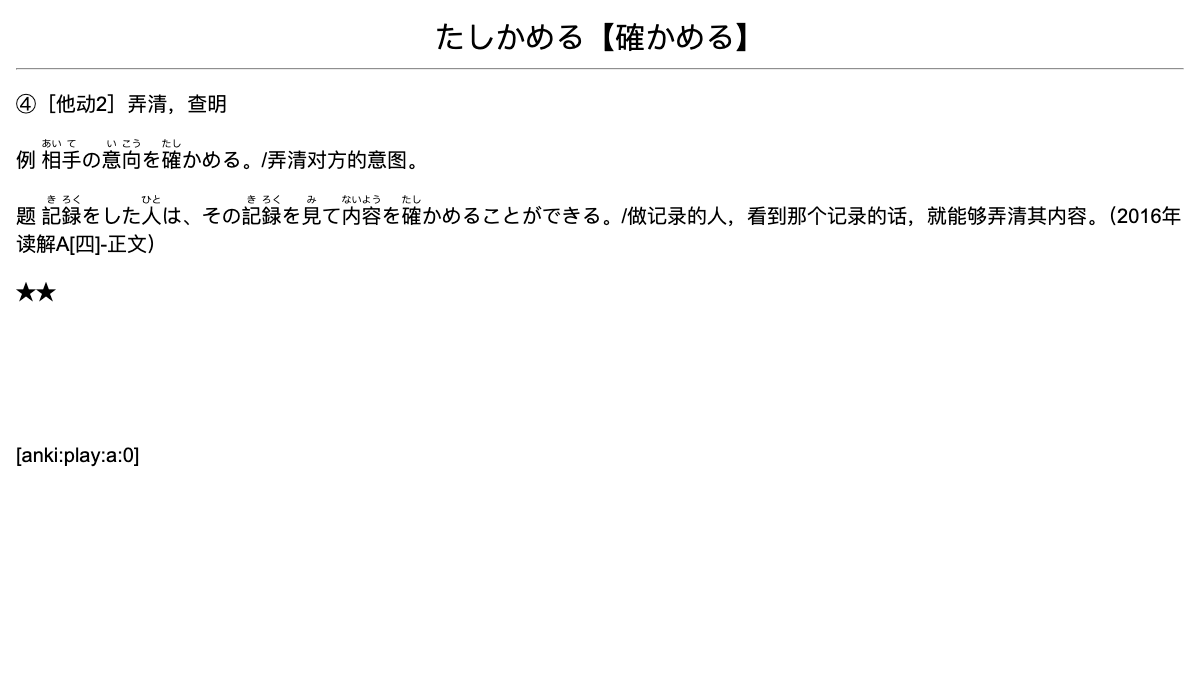 たしかめる【確かめる】
④［他动2］弄清，查明
あい て い こう たし
例 相手の意向を確かめる。/弄清对方的意图。
き ろく ひと き ろく み ないよう たし
题 記録をした人は、その記録を見て内容を確かめることができる。/做记录的人，看到那个记录的话，就能够弄清其内容。（2016年
读解A[四]-正文）
★★
[anki:play:a:0]